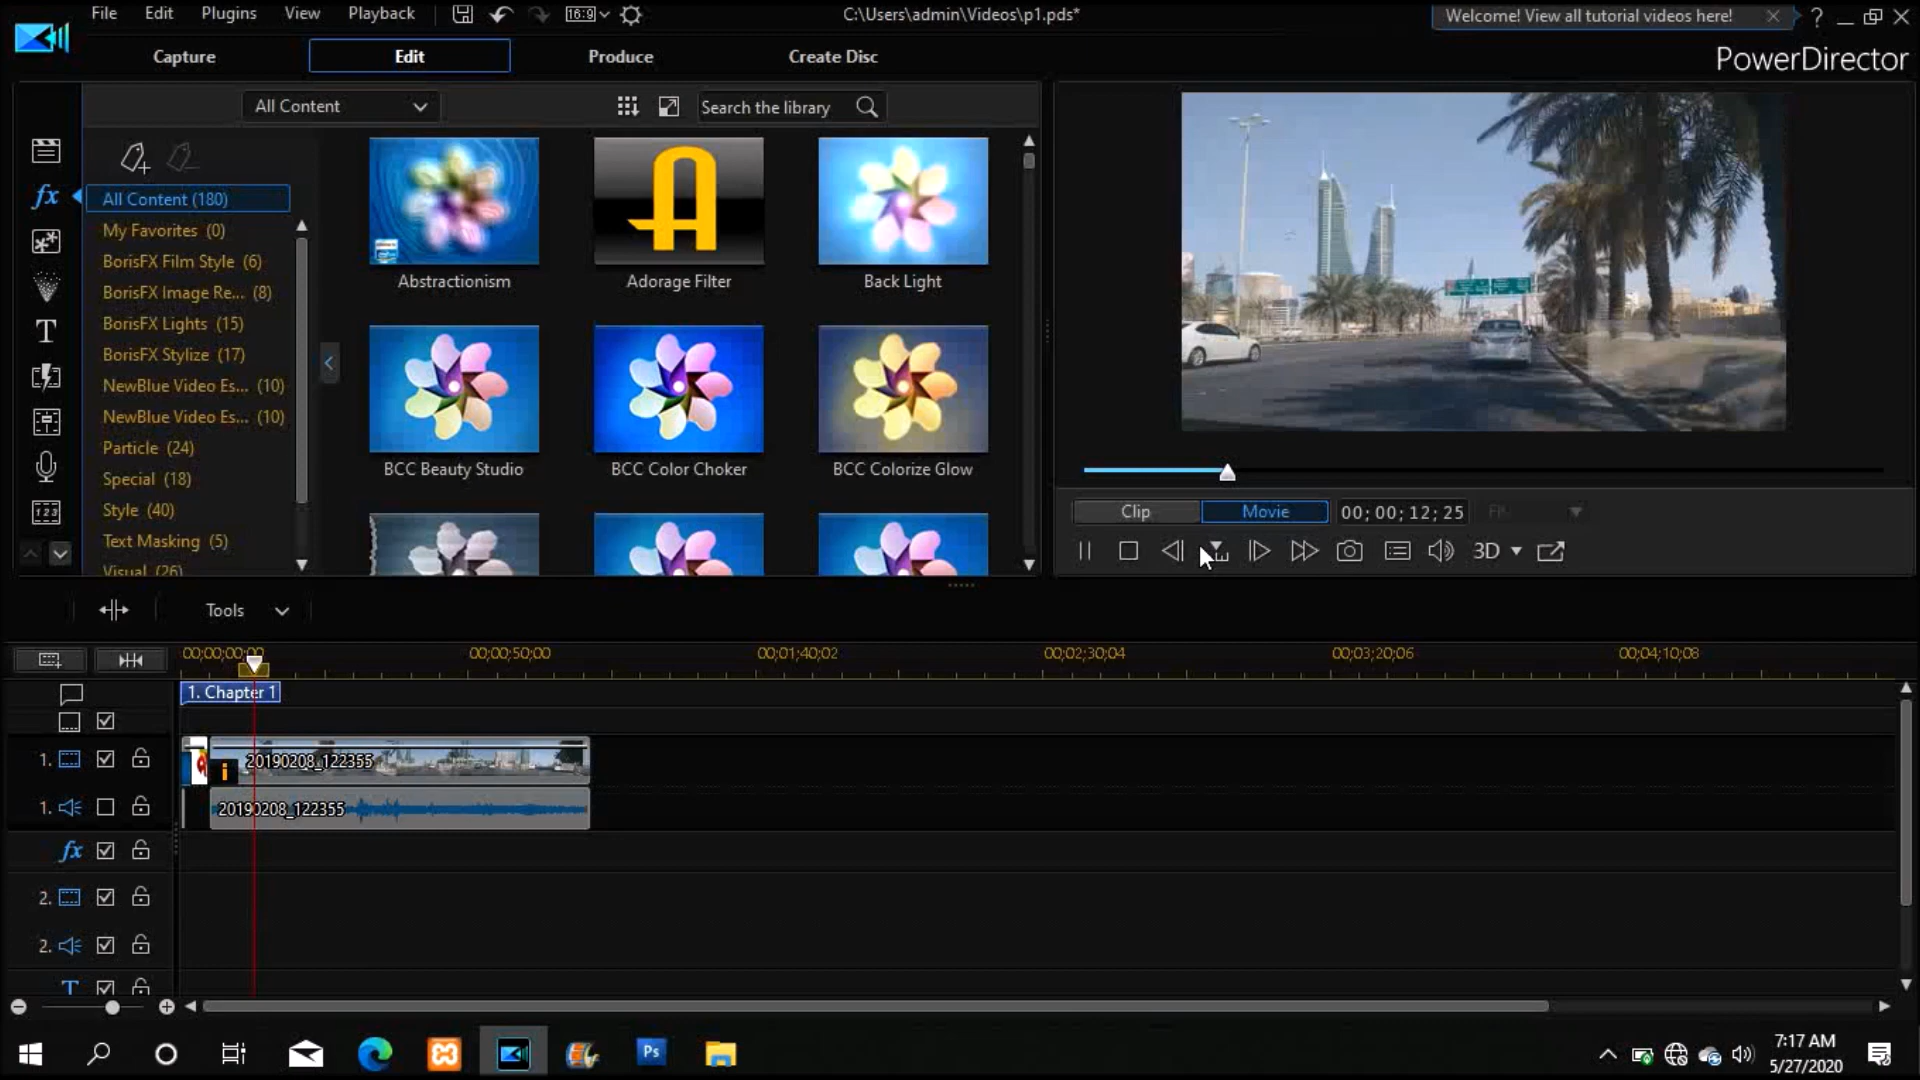 File Edit Plugins View Playback 16:9 C:\Users\admin\Videos\p1.pds* Welcome! View all tutorial videos here! ?
Capture Edit Produce Create Disc PowerDirector
All Content Search the library
All Content (180)
My Favorites (0)
BorisFX Film Style (6)
BorisFX Image Re... (8)
BorisFX Lights (15)
BorisFX Stylize (17)
NewBlue Video Es... (10)
NewBlue Video Es... (10)
Particle (24)
Special (18)
Style (40)
Text Masking (5)
Visual (26)
fx
T
Abstractionism Adorage Filter Back Light
BCC Beauty Studio BCC Color Choker BCC Colorize Glow
Clip Movie 00; 00; 12; 25 Fit
3D
Tools
00;00;00;00 00;00;50;00 00;01;40;02 00;02;30;04 00;03;20;06 00;04;10;08
1. Chapter 1
1. 20190208_122355
1. 20190208_122355
fx
2.
2.
T
Ps
7:17 AM
5/27/2020